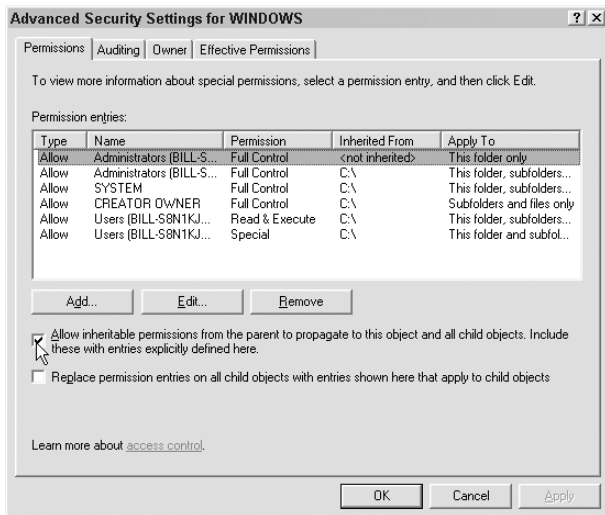 Advanced Security Settings for WINDOWS
Permissions Auditing Owner Effective Permissions
To view more information about special permissions, select a permission entry, and then click Edit.
Permission entries:
Type Name Permission Inherited From Apply To
Allow Administrators (BILL-S... Full Control <not inherited> This folder only
Allow Administrators (BILL-S... Full Control C:\ This folder, subfolders...
Allow SYSTEM Full Control C:\ This folder, subfolders...
Allow CREATOR OWNER Full Control C:\ Subfolders and files only
Allow Users (BILL-S8N1KJ... Read & Execute C:\ This folder, subfolders...
Allow Users (BILL-S8N1KJ... Special C:\ This folder and subfol...
Add... Edit... Remove
Allow inheritable permissions from the parent to propagate to this object and all child objects. Include
these with entries explicitly defined here.
Replace permission entries on all child objects with entries shown here that apply to child objects
Learn more about access control.
OK Cancel Apply